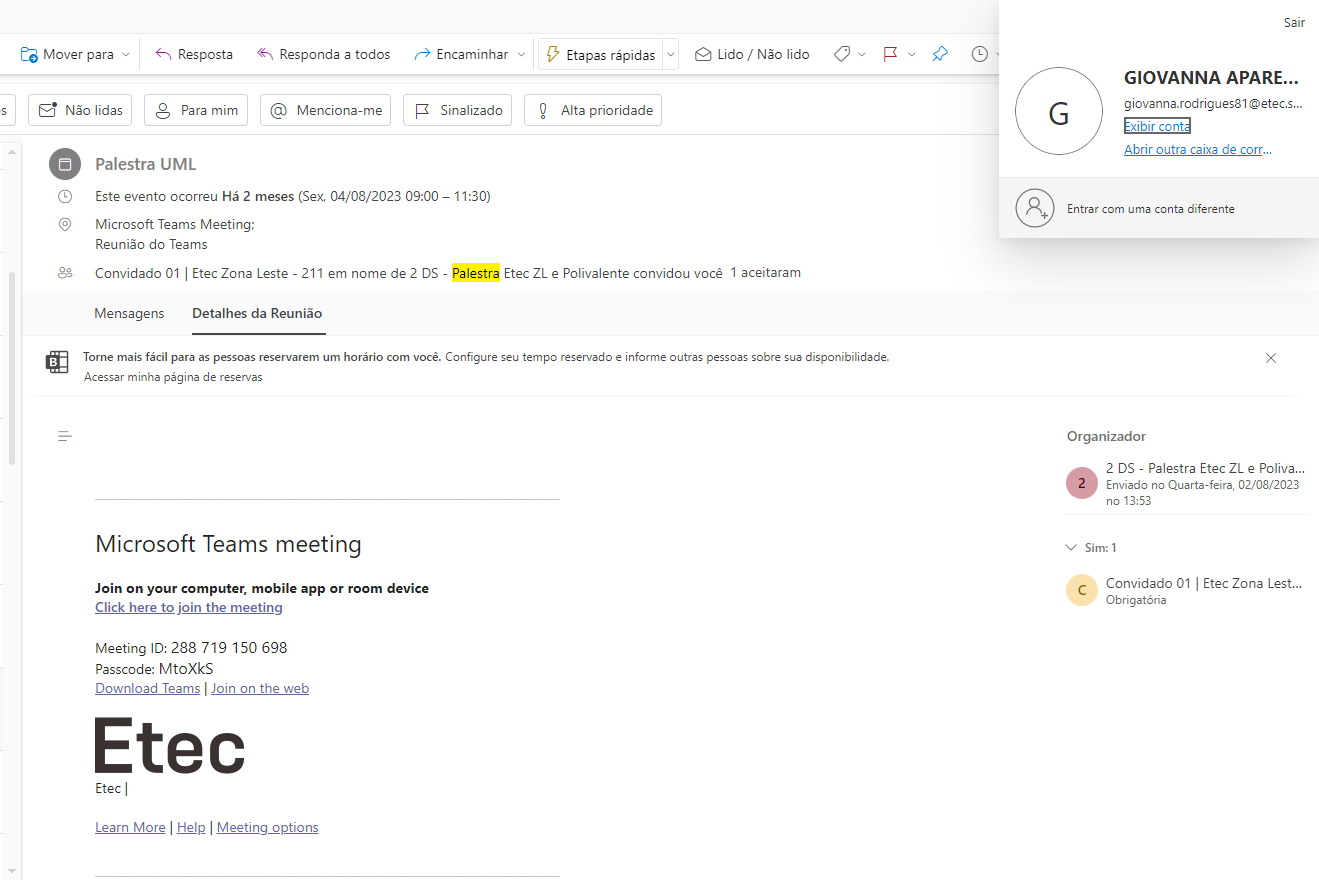 Sair
Mover para
Resposta
Responda a todos
Encaminhar
Etapas rápidas
Lido / Não lido
GIOVANNA APARE...
giovanna.rodrigues81@etec.s...
Exibir conta
Abrir outra caixa de corr...
Entrar com uma conta diferente
s
Não lidas
Para mim
@ Menciona-me
Sinalizado
Alta prioridade
Palestra UML
Este evento ocorreu Há 2 meses (Sex, 04/08/2023 09:00 – 11:30)
Microsoft Teams Meeting;
Reunião do Teams
Convidado 01 | Etec Zona Leste - 211 em nome de 2 DS - Palestra Etec ZL e Polivalente convidou você 1 aceitaram
Mensagens
Detalhes da Reunião
Torne mais fácil para as pessoas reservarem um horário com você. Configure seu tempo reservado e informe outras pessoas sobre sua disponibilidade.
Acessar minha página de reservas
Microsoft Teams meeting
Join on your computer, mobile app or room device
Click here to join the meeting
Meeting ID: 288 719 150 698
Passcode: MtoXkS
Download Teams | Join on the web
Etec
Etec |
Learn More | Help | Meeting options
Organizador
2
2 DS - Palestra Etec ZL e Poliva...
Enviado no Quarta-feira, 02/08/2023
no 13:53
Sim: 1
C
Convidado 01 | Etec Zona Lest...
Obrigatória
G
B